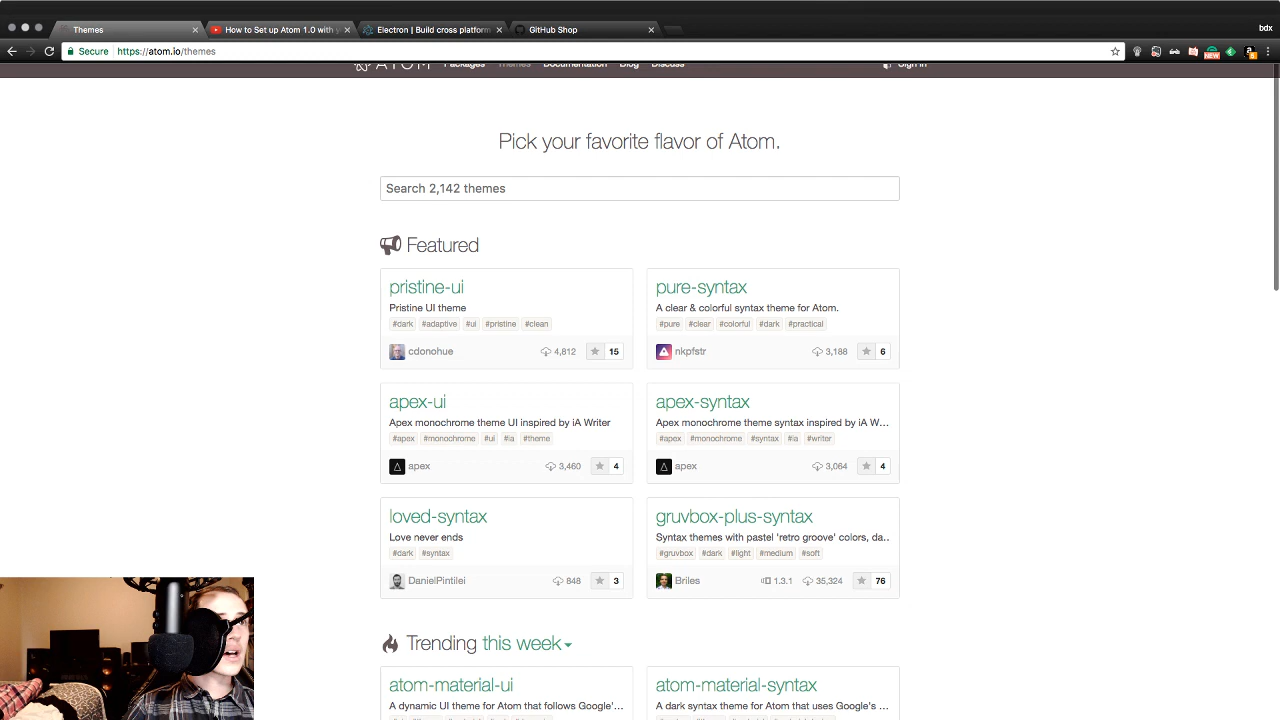 Themes
How to Set up Atom 1.0 with y
Electron | Build cross platform
GitHub Shop
bdx
Secure
https://atom.io/themes
NEW
ATOM Packages Themes Documentation Blog Discuss Sign in
Pick your favorite flavor of Atom.
Search 2,142 themes
Featured
pristine-ui
Pristine UI theme
#dark #adaptive #ui #pristine #clean
cdonohue 4,812 15
pure-syntax
A clear & colorful syntax theme for Atom.
#pure #clear #colorful #dark #practical
nkpfstr 3,188 6
apex-ui
Apex monochrome theme UI inspired by iA Writer
#apex #monochrome #ui #ia #theme
apex 3,460 4
apex-syntax
Apex monochrome theme syntax inspired by iA W...
#apex #monochrome #syntax #ia #writer
apex 3,064 4
loved-syntax
Love never ends
#dark #syntax
DanielPintilei 848 3
gruvbox-plus-syntax
Syntax themes with pastel 'retro groove' colors, da..
#gruvbox #dark #light #medium #soft
Briles 1.3.1 35,324 76
Trending this week
atom-material-ui
A dynamic UI theme for Atom that follows Google'...
atom-material-syntax
A dark syntax theme for Atom that uses Google's ...